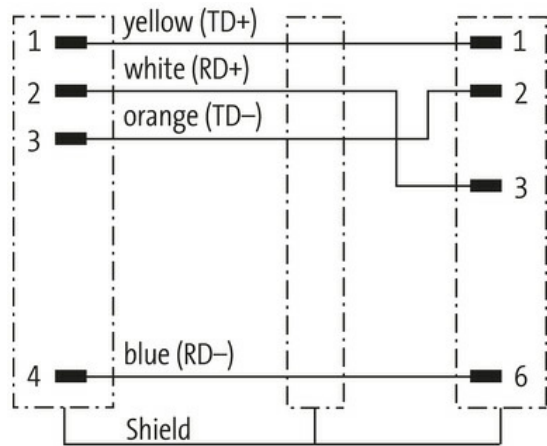 1 yellow (TD+) 1
2 white (RD+) 2
3 orange (TD–)
3
4 blue (RD–) 6
Shield